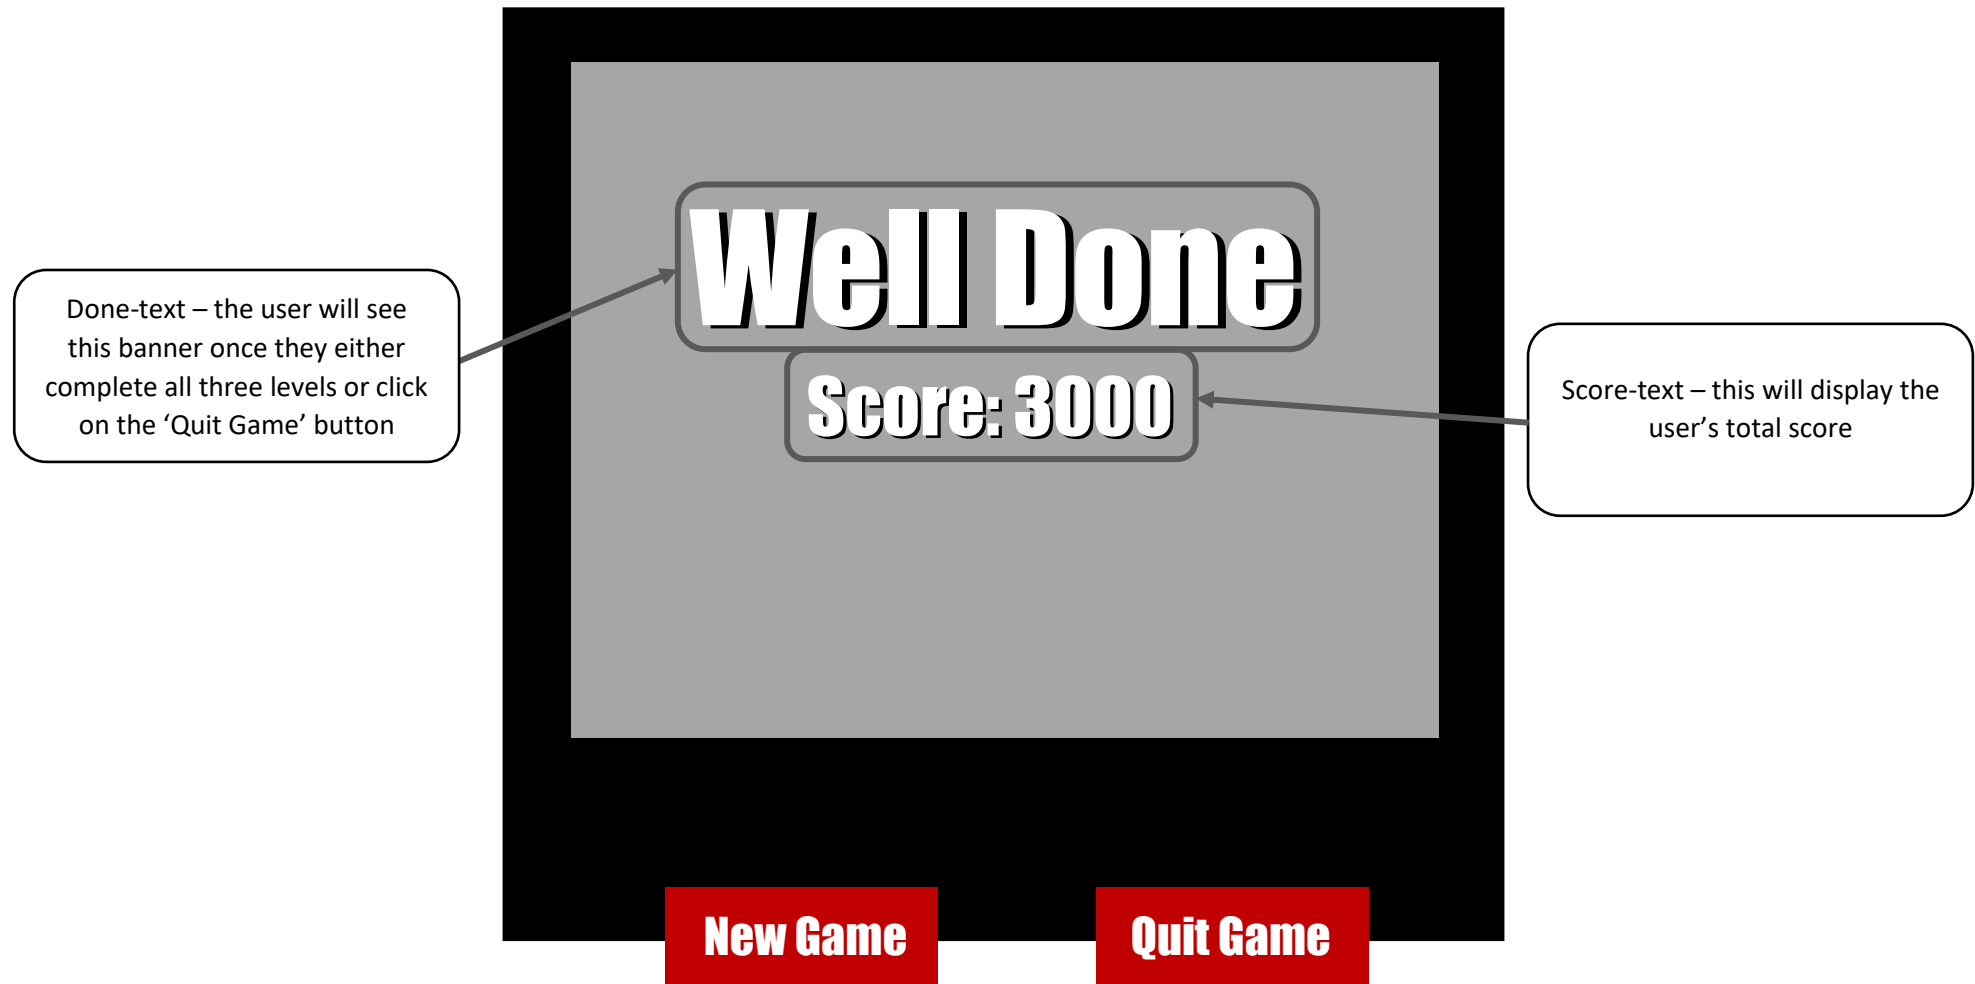 Well Done
Score: 3000
Done-text – the user will see
this banner once they either
complete all three levels or click
on the ‘Quit Game’ button
Score-text – this will display the
user’s total score
New Game
Quit Game